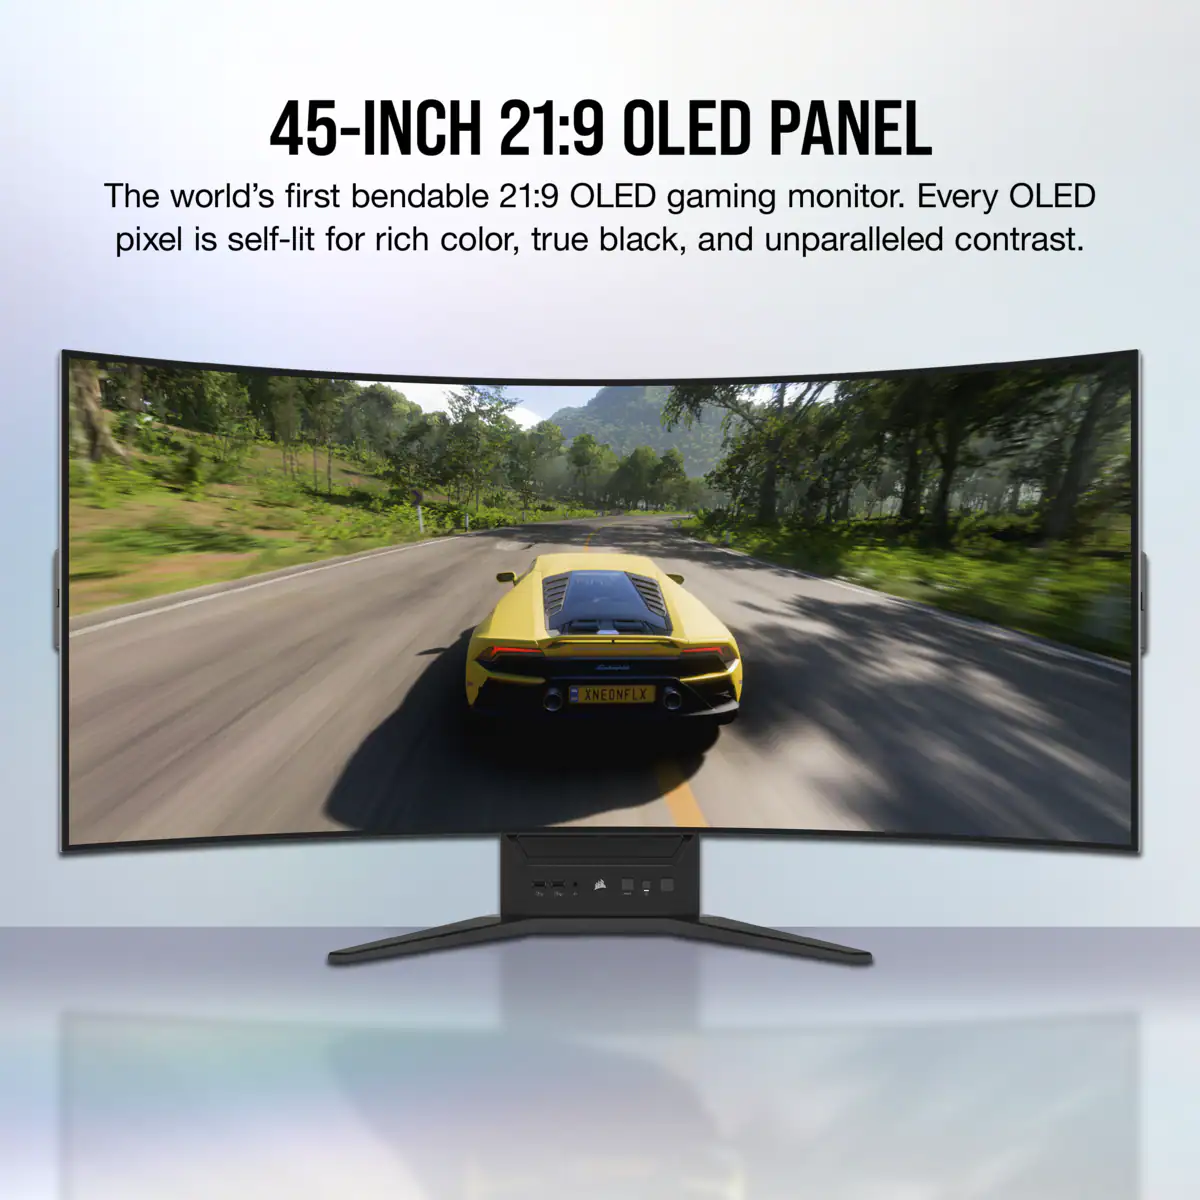 45-INCH 21:9 OLED PANEL
The world’s first bendable 21:9 OLED gaming monitor. Every OLED
pixel is self-lit for rich color, true black, and unparalleled contrast.
XNEONFLX